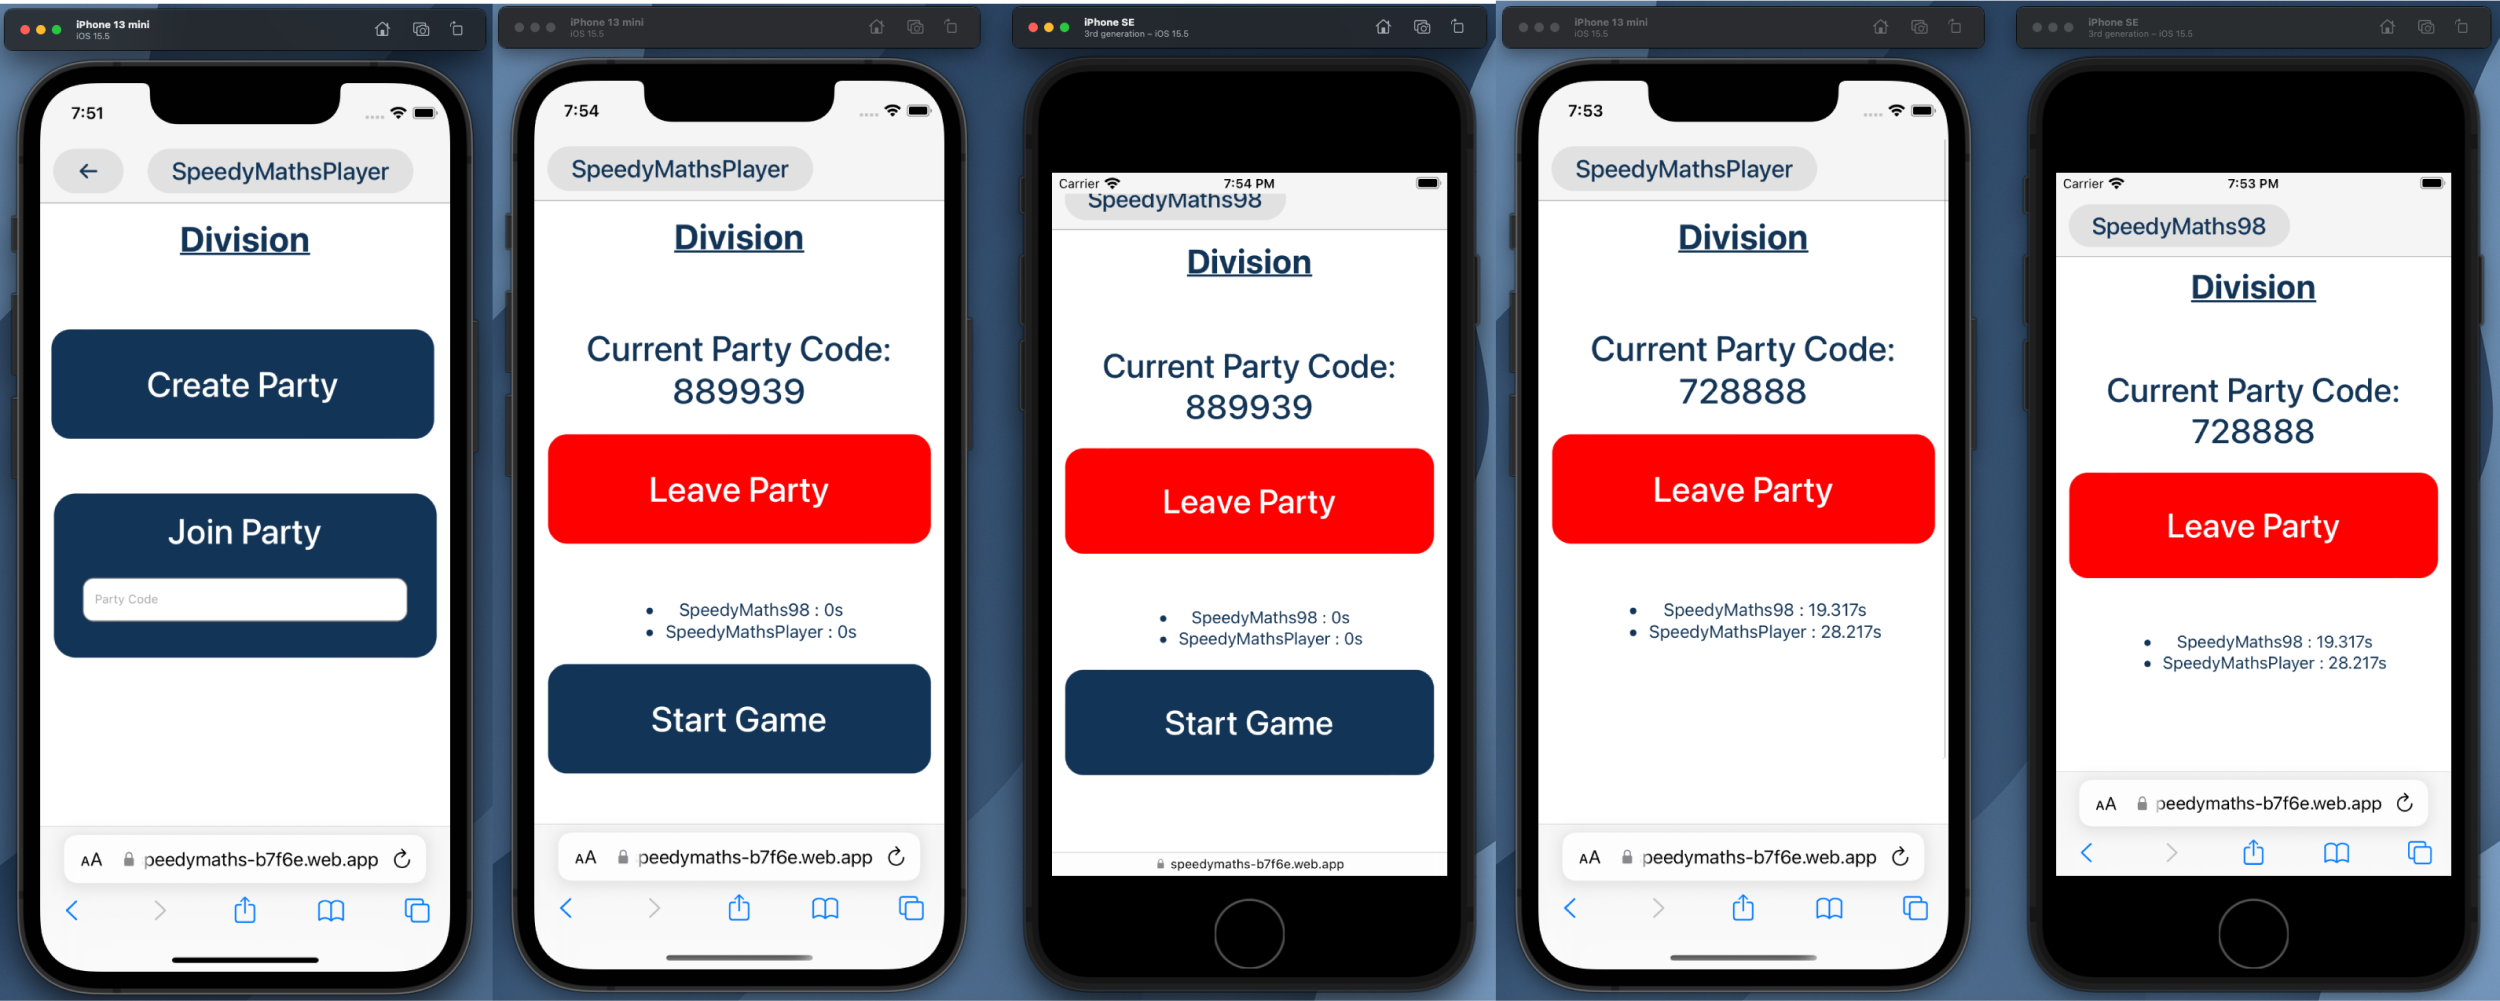 iPhone 13 mini
iOS 15.5
7:51
SpeedyMathsPlayer
Division
Create Party
Join Party
Party Code
AA peedymaths-b7f6e.web.app
iPhone 13 mini
iOS 15.5
7:54
SpeedyMathsPlayer
Division
Current Party Code:
889939
Leave Party
• SpeedyMaths98 : 0s
• SpeedyMathsPlayer : 0s
Start Game
AA peedymaths-b7f6e.web.app
iPhone SE
3rd generation – iOS 15.5
Carrier 7:54 PM
SpeedyMaths98
Division
Current Party Code:
889939
Leave Party
• SpeedyMaths98 : 0s
• SpeedyMathsPlayer : 0s
Start Game
speedymaths-b7f6e.web.app
iPhone 13 mini
iOS 15.5
7:53
SpeedyMathsPlayer
Division
Current Party Code:
728888
Leave Party
• SpeedyMaths98 : 19.317s
• SpeedyMathsPlayer : 28.217s
AA peedymaths-b7f6e.web.app
iPhone SE
3rd generation – iOS 15.5
Carrier 7:53 PM
SpeedyMaths98
Division
Current Party Code:
728888
Leave Party
• SpeedyMaths98 : 19.317s
• SpeedyMathsPlayer : 28.217s
AA peedymaths-b7f6e.web.app